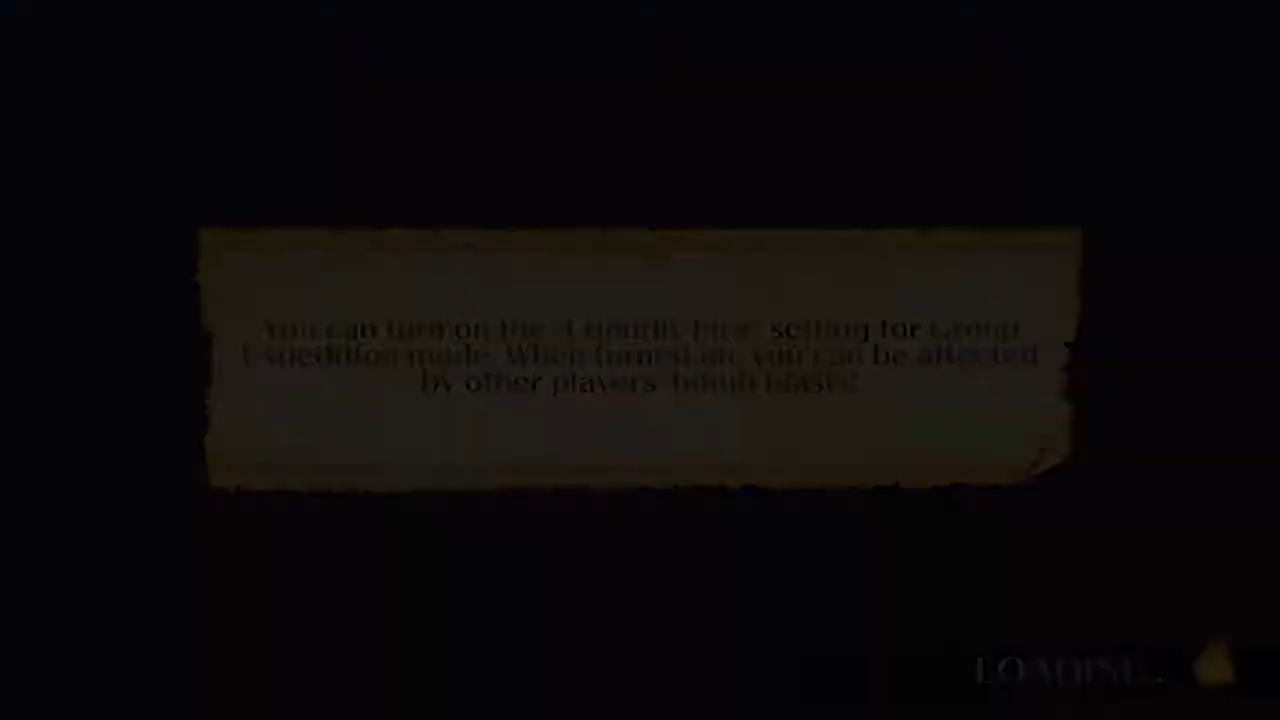 You can turn on the "Friendly Fire" setting for Group
Expedition mode. When turned on, you can be affected
by other players' bomb blasts!
LOADING...